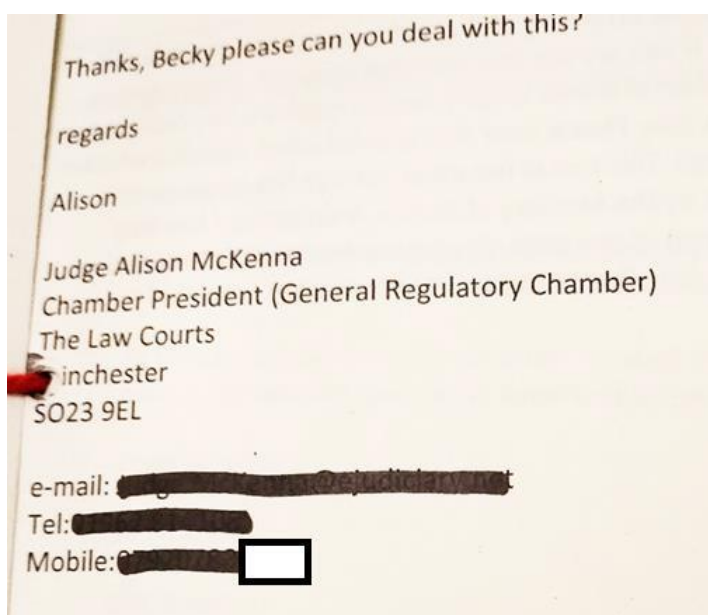 Thanks, Becky please can you deal with this?
regards
Alison
Judge Alison McKenna
Chamber President (General Regulatory Chamber)
The Law Courts
inchester
SO23 9EL
e-mail:
Tel:
Mobile: